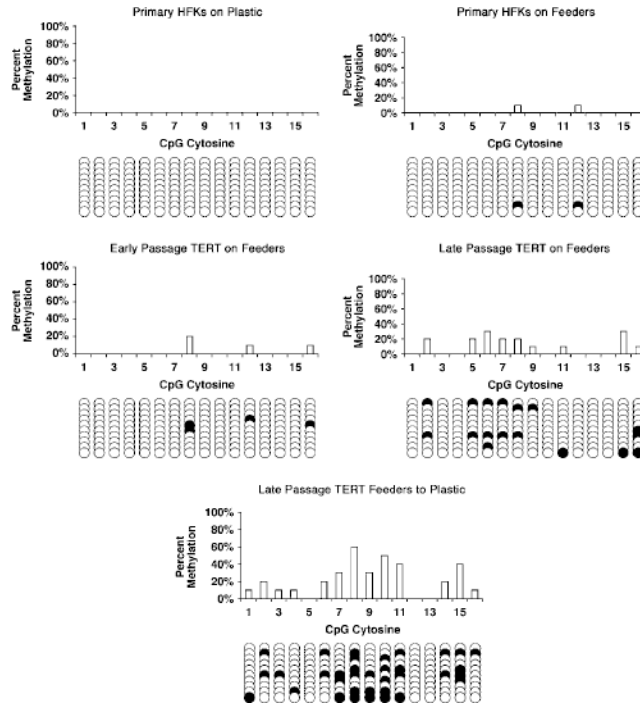 Primary HFKs on Plastic
Percent
Methylation
100%
80%
60%
40%
20%
0%
1 3 5 7 9 11 13 15
CpG Cytosine
Primary HFKs on Feeders
Percent
Methylation
100%
80%
60%
40%
20%
0%
1 3 5 7 9 11 13 15
CpG Cytosine
Early Passage TERT on Feeders
Percent
Methylation
100%
80%
60%
40%
20%
0%
1 3 5 7 9 11 13 15
CpG Cytosine
Late Passage TERT on Feeders
Percent
Methylation
100%
80%
60%
40%
20%
0%
1 3 5 7 9 11 13 15
CpG Cytosine
Late Passage TERT Feeders to Plastic
Percent
Methylation
100%
80%
60%
40%
20%
0%
1 3 5 7 9 11 13 15
CpG Cytosine